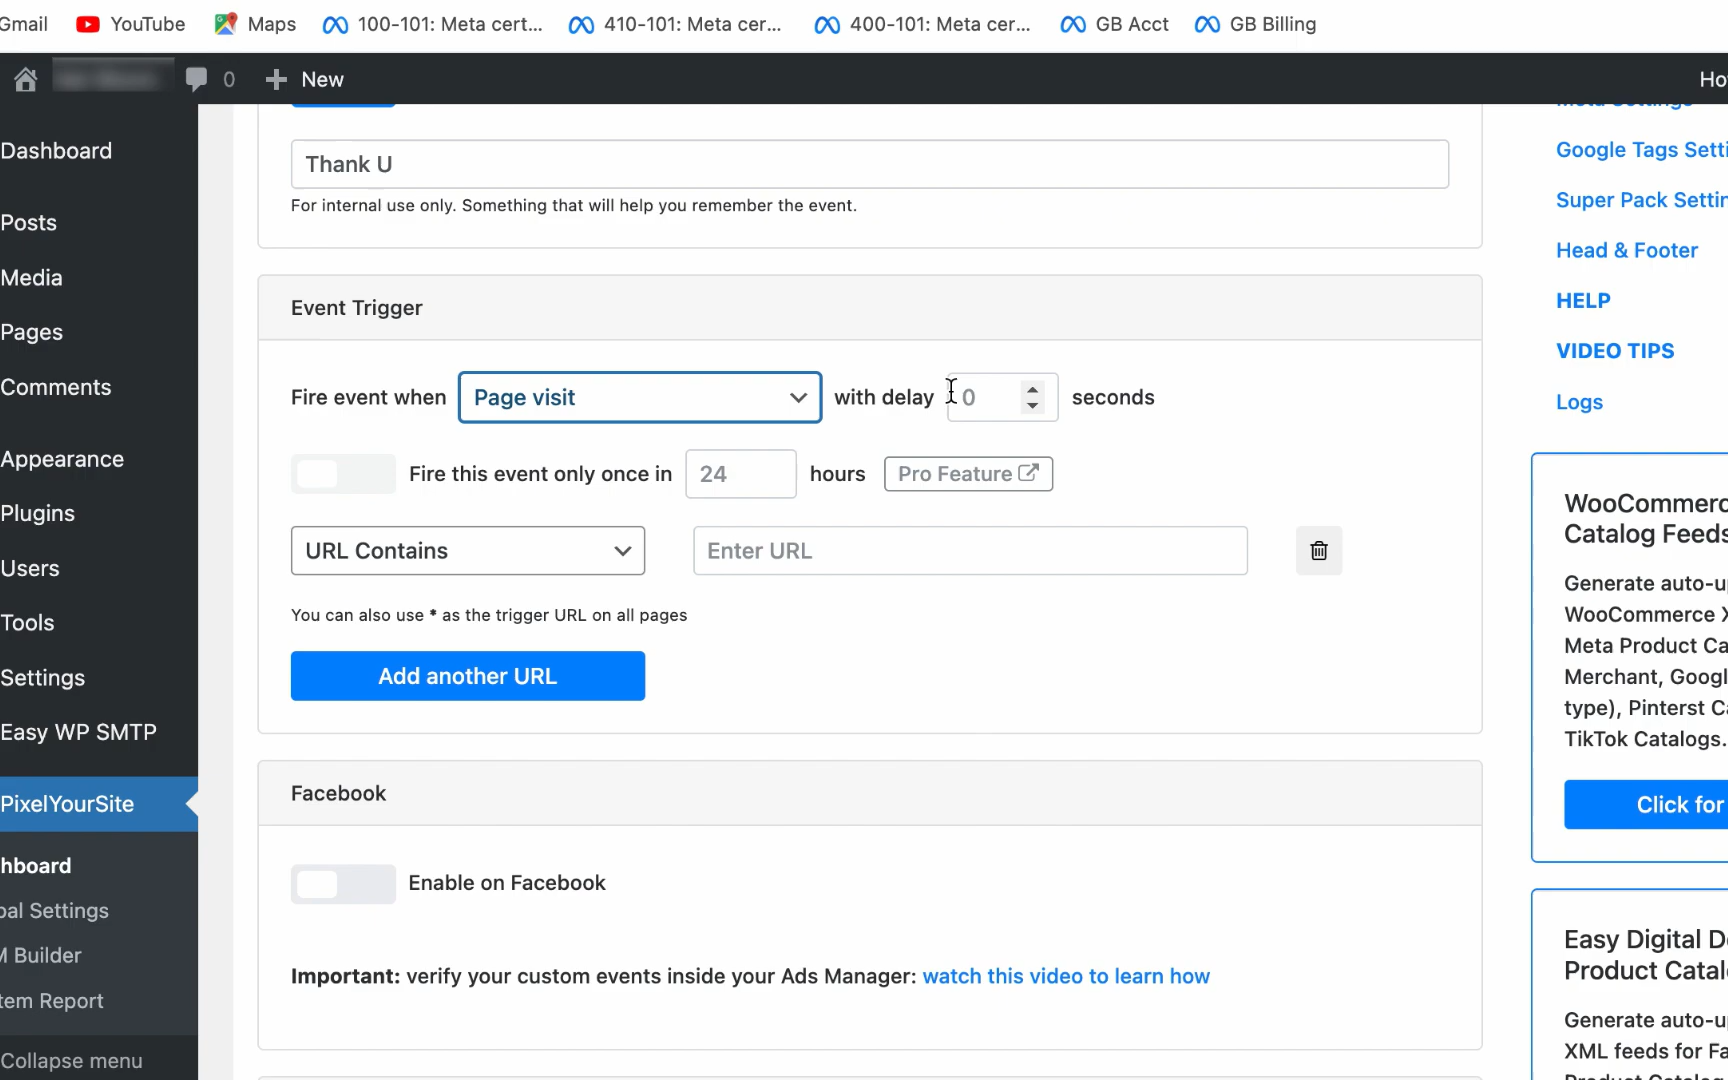 Gmail YouTube Maps 100-101: Meta cert... 410-101: Meta cer... 400-101: Meta cer... GB Acct GB Billing
0 New
Dashboard
Posts
Media
Pages
Comments
Appearance
Plugins
Users
Tools
Settings
Easy WP SMTP
PixelYourSite
hboard
bal Settings
M Builder
tem Report
Collapse menu
Thank U
For internal use only. Something that will help you remember the event.
Event Trigger
Fire event when Page visit with delay 0 seconds
Fire this event only once in 24 hours Pro Feature
URL Contains Enter URL
You can also use * as the trigger URL on all pages
Add another URL
Facebook
Enable on Facebook
Important: verify your custom events inside your Ads Manager: watch this video to learn how
Google Tags Setti
Super Pack Settin
Head & Footer
HELP
VIDEO TIPS
Logs
WooCommerc
Catalog Feeds
Generate auto-up
WooCommerce X
Meta Product Ca
Merchant, Googl
type), Pinterst Ca
TikTok Catalogs.
Click for
Easy Digital D
Product Catal
Generate auto-up
XML feeds for Fa